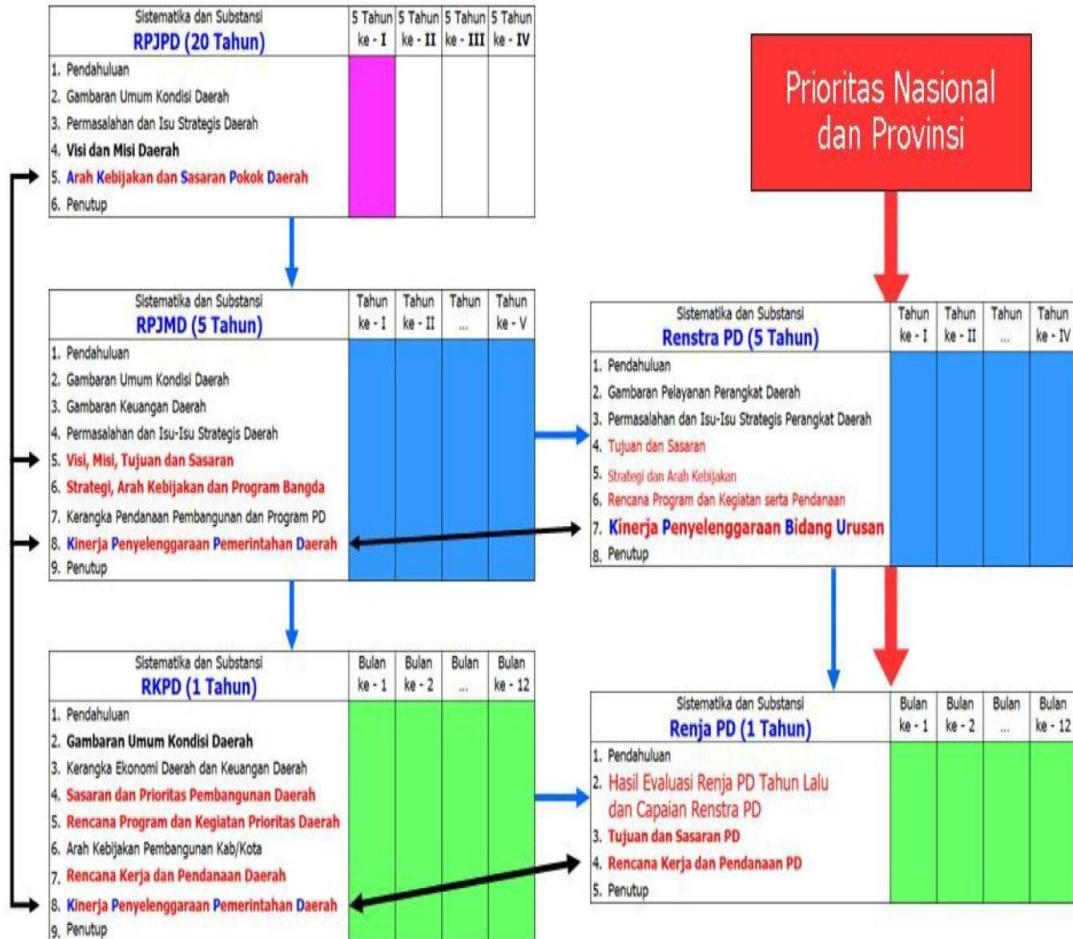 Sistematika dan Substansi
RPJPD (20 Tahun)
5 Tahun ke - I
5 Tahun ke - II
5 Tahun ke - III
5 Tahun ke - IV
1. Pendahuluan
2. Gambaran Umum Kondisi Daerah
3. Permasalahan dan Isu Strategis Daerah
4. Visi dan Misi Daerah
5. Arah Kebijakan dan Sasaran Pokok Daerah
6. Penutup
Prioritas Nasional
dan Provinsi
Sistematika dan Substansi
RPJMD (5 Tahun)
Tahun ke - I
Tahun ke - II
Tahun ...
Tahun ke - V
1. Pendahuluan
2. Gambaran Umum Kondisi Daerah
3. Gambaran Keuangan Daerah
4. Permasalahan dan Isu-Isu Strategis Daerah
5. Visi, Misi, Tujuan dan Sasaran
6. Strategi, Arah Kebijakan dan Program Bangda
7. Kerangka Pendanaan Pembangunan dan Program PD
8. Kinerja Penyelenggaraan Pemerintahan Daerah
9. Penutup
Sistematika dan Substansi
Renstra PD (5 Tahun)
Tahun ke - I
Tahun ke - II
Tahun ...
Tahun ke - IV
1. Pendahuluan
2. Gambaran Pelayanan Perangkat Daerah
3. Permasalahan dan Isu-Isu Strategis Perangkat Daerah
4. Tujuan dan Sasaran
5. Strategi dan Arah Kebijakan
6. Rencana Program dan Kegiatan serta Pendanaan
7. Kinerja Penyelenggaraan Bidang Urusan
8. Penutup
Sistematika dan Substansi
RKPD (1 Tahun)
Bulan ke - 1
Bulan ke - 2
Bulan ...
Bulan ke - 12
1. Pendahuluan
2. Gambaran Umum Kondisi Daerah
3. Kerangka Ekonomi Daerah dan Keuangan Daerah
4. Sasaran dan Prioritas Pembangunan Daerah
5. Rencana Program dan Kegiatan Prioritas Daerah
6. Arah Kebijakan Pembangunan Kab/Kota
7. Rencana Kerja dan Pendanaan Daerah
8. Kinerja Penyelenggaraan Pemerintahan Daerah
9. Penutup
Sistematika dan Substansi
Renja PD (1 Tahun)
Bulan ke - 1
Bulan ke - 2
Bulan ...
Bulan ke - 12
1. Pendahuluan
2. Hasil Evaluasi Renja PD Tahun Lalu
dan Capaian Renstra PD
3. Tujuan dan Sasaran PD
4. Rencana Kerja dan Pendanaan PD
5. Penutup